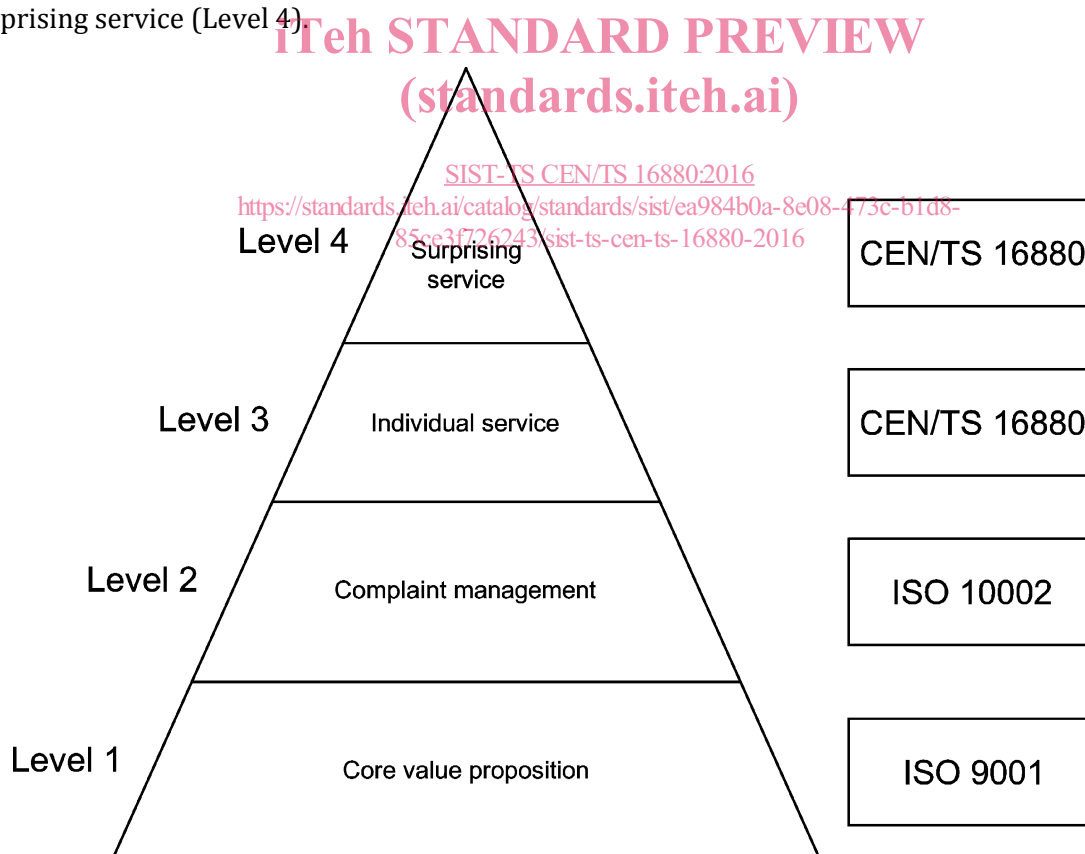 prising service (Level 4).
iTeh STANDARD PREVIEW
(standards.iteh.ai)
SIST-TS CEN/TS 16880:2016
https://standards.iteh.ai/catalog/standards/sist/ea984b0a-8e08-473c-b1d8-
85ce3f726243/sist-ts-cen-ts-16880-2016
Level 4
Surprising
service
CEN/TS 16880
Level 3
Individual service
CEN/TS 16880
Level 2
Complaint management
ISO 10002
Level 1
Core value proposition
ISO 9001